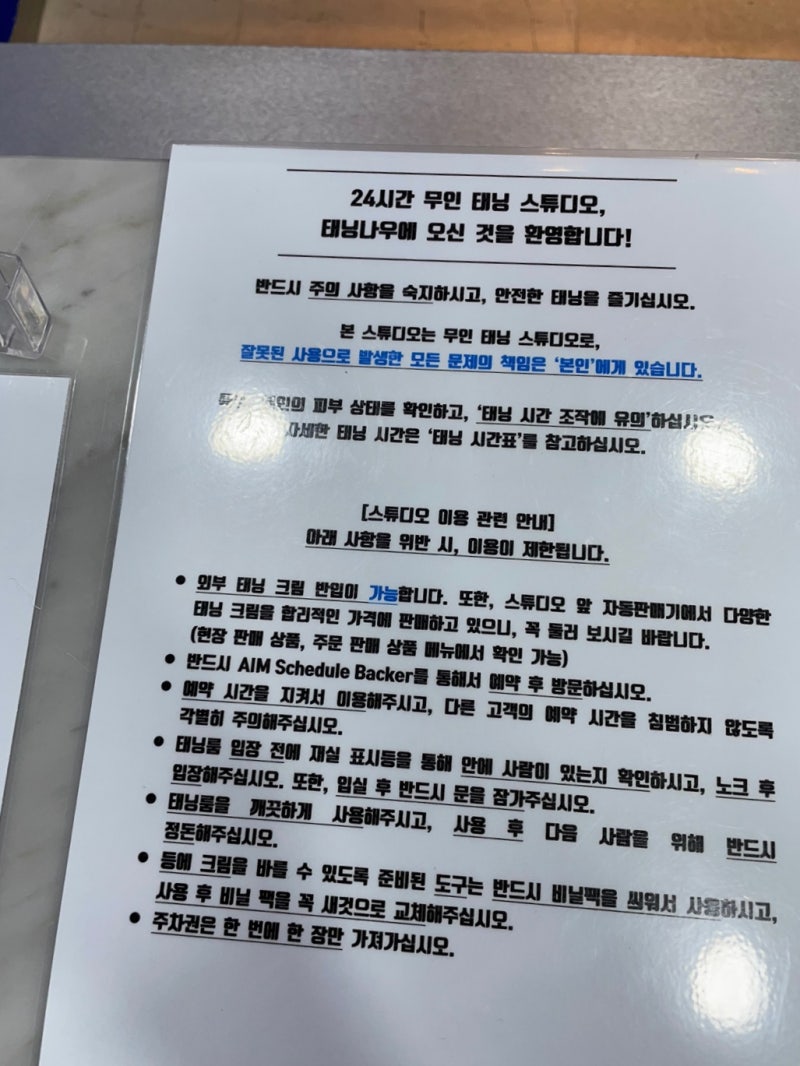 24시간 무인 태닝 스튜디오,
태닝나우에 오신 것을 환영합니다!
반드시 주의 사항을 숙지하시고, 안전한 태닝을 즐기십시오.
본 스튜디오는 무인 태닝 스튜디오로,
잘못된 사용으로 발생한 모든 문제의 책임은 ‘본인’에게 있습니다.
피부 상태를 확인하고, ‘태닝 시간 조작에 유의’하십시오
자세한 태닝 시간은 ‘태닝 시간표’를 참고하십시오.
[스튜디오 이용 관련 안내]
아래 사항을 위반 시, 이용이 제한됩니다.
● 외부 태닝 크림 반입이 가능합니다. 또한, 스튜디오 앞 자동판매기에서 다양한
태닝 크림을 합리적인 가격에 판매하고 있으니, 꼭 둘러 보시길 바랍니다.
(현장 판매 상품, 주문 판매 상품 메뉴에서 확인 가능)
● 반드시 AIM Schedule Backer를 통해서 예약 후 방문하십시오.
● 예약 시간을 지켜서 이용해주시고, 다른 고객의 예약 시간을 침범하지 않도록
각별히 주의해주십시오.
● 태닝룸 입장 전에 재실 표시등을 통해 안에 사람이 있는지 확인하시고, 노크 후
입장해주십시오. 또한, 입실 후 반드시 문을 잠가주십시오.
● 태닝룸을 깨끗하게 사용해주시고, 사용 후 다음 사람을 위해 반드시
정돈해주십시오.
● 등에 크림을 바를 수 있도록 준비된 도구는 반드시 비닐팩을 씌워서 사용하시고,
사용 후 비닐 팩을 꼭 새것으로 교체해주십시오.
● 주차권은 한 번에 한 장만 가져가십시오.